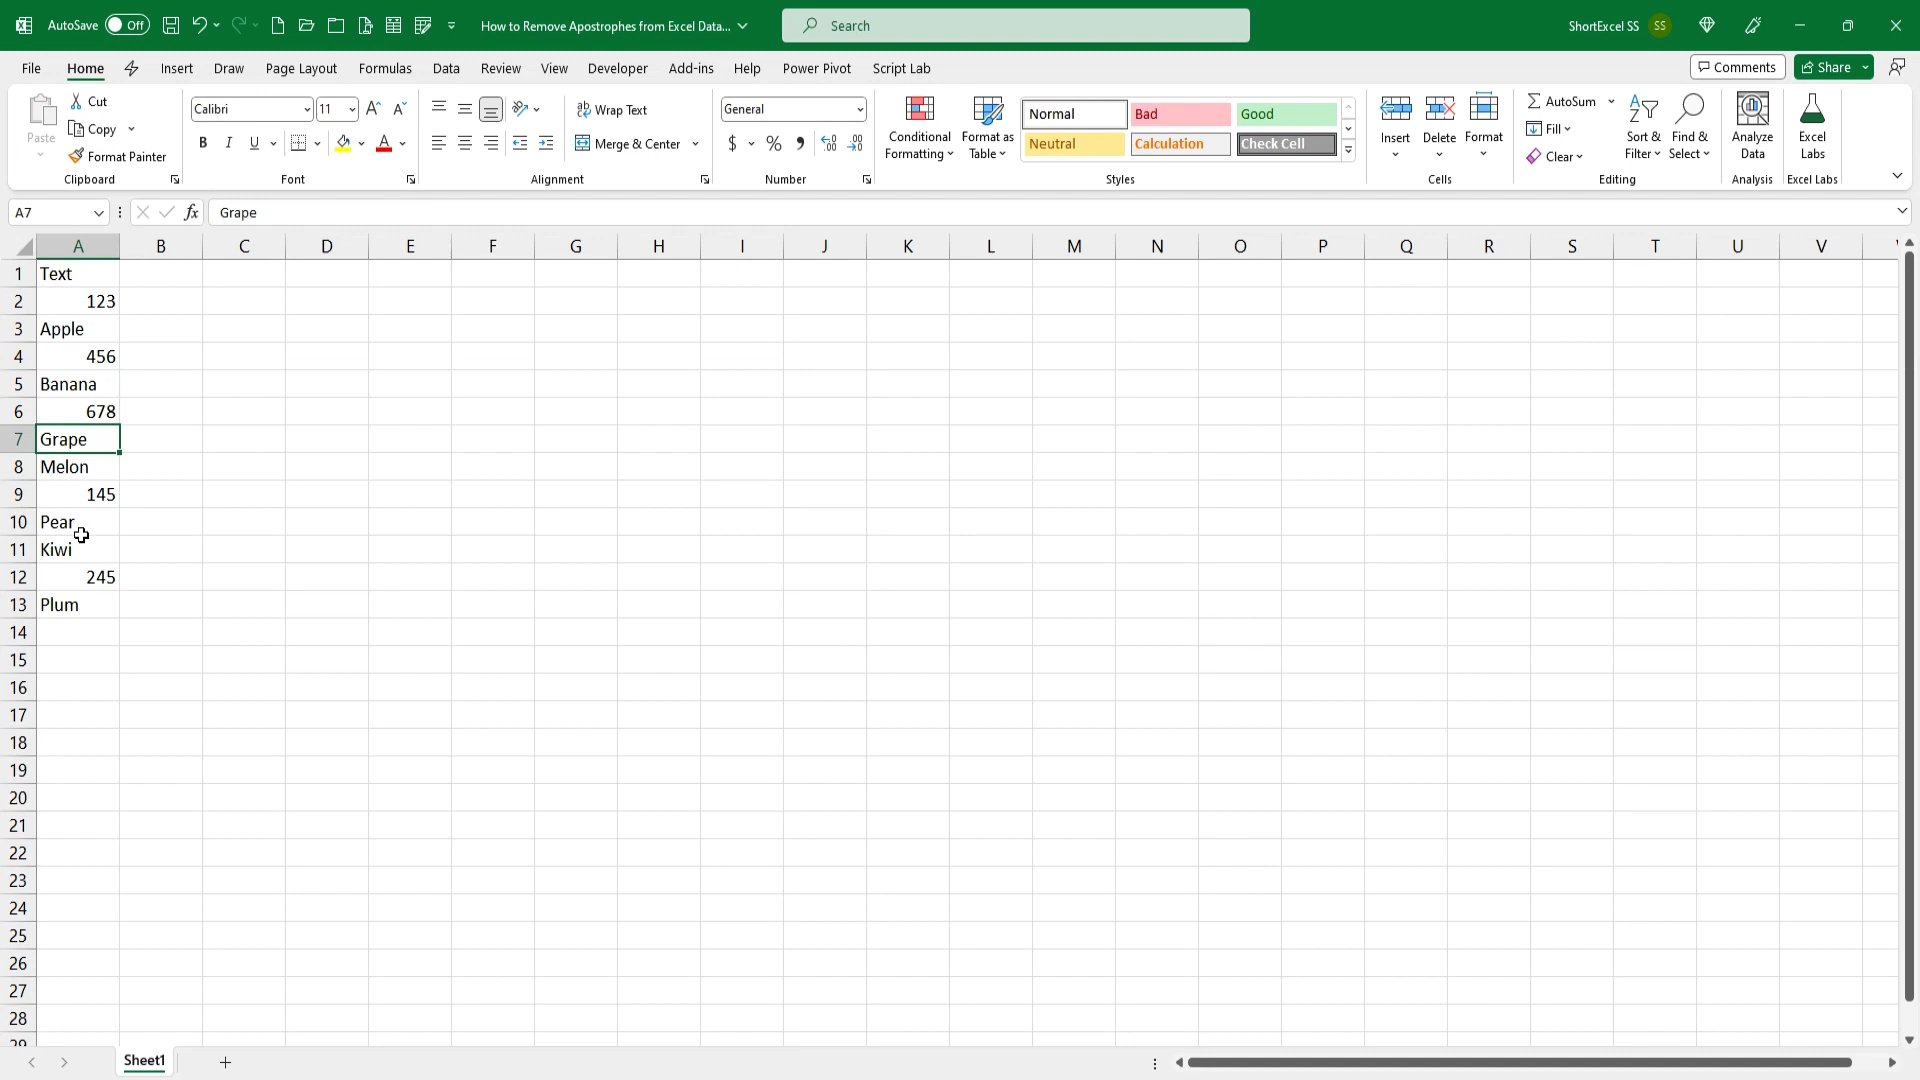 AutoSave Off How to Remove Apostrophes from Excel Data... Search ShortExcel SS SS
File Home Insert Draw Page Layout Formulas Data Review View Developer Add-ins Help Power Pivot Script Lab Comments Share
Paste
Cut
Copy
Format Painter
Clipboard
Calibri 11
B I U A
Font
Wrap Text
Merge & Center
Alignment
General
$ % 9
Number
Conditional
Formatting
Format as
Table
Normal Bad Good
Neutral Calculation Check Cell
Styles
Insert Delete Format
Cells
AutoSum
Fill
Clear
Sort &
Filter
Find &
Select
Editing
Analyze
Data
Analysis
Excel
Labs
Excel Labs
A7 fx Grape
A B C D E F G H I J K L M N O P Q R S T U V
1 Text
2 123
3 Apple
4 456
5 Banana
6 678
7 Grape
8 Melon
9 145
10 Pear
11 Kiwi
12 245
13 Plum
14
15
16
17
18
19
20
21
22
23
24
25
26
27
28
29
Sheet1